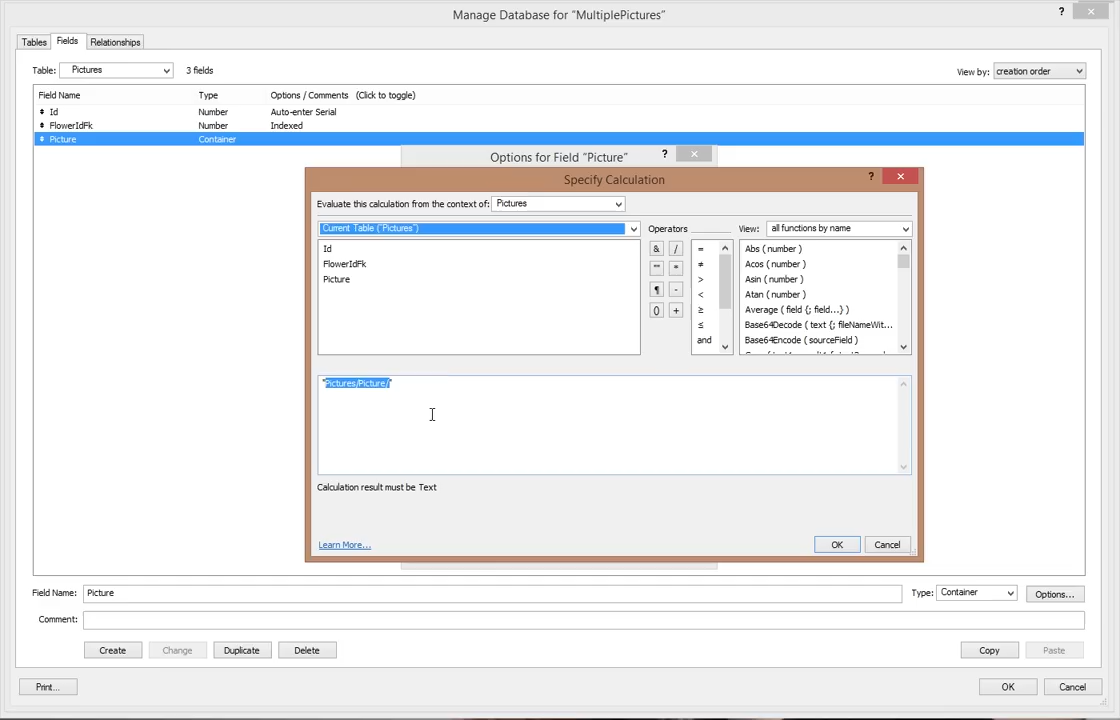 Manage Database for "MultiplePictures"
?
Tables
Fields
Relationships
Table:
Pictures
3 fields
View by:
creation order
Field Name
Type
Options / Comments (Click to toggle)
Id
Number
Auto-enter Serial
FlowerIdFk
Number
Indexed
Picture
Container
Options for Field "Picture"
?
Specify Calculation
?
Evaluate this calculation from the context of:
Pictures
Current Table ("Pictures")
Operators
View:
all functions by name
Id
FlowerIdFk
Picture
&
/
""
*
¶
-
()
+
=
≠
>
<
≥
≤
and
Abs ( number )
Acos ( number )
Asin ( number )
Atan ( number )
Average ( field {; field...} )
Base64Decode ( text {; fileNameWit...
Base64Encode ( sourceField )
"Pictures/Picture/"
Calculation result must be Text
Learn More...
OK
Cancel
Field Name:
Picture
Type:
Container
Options...
Comment:
Create
Change
Duplicate
Delete
Copy
Paste
Print...
OK
Cancel